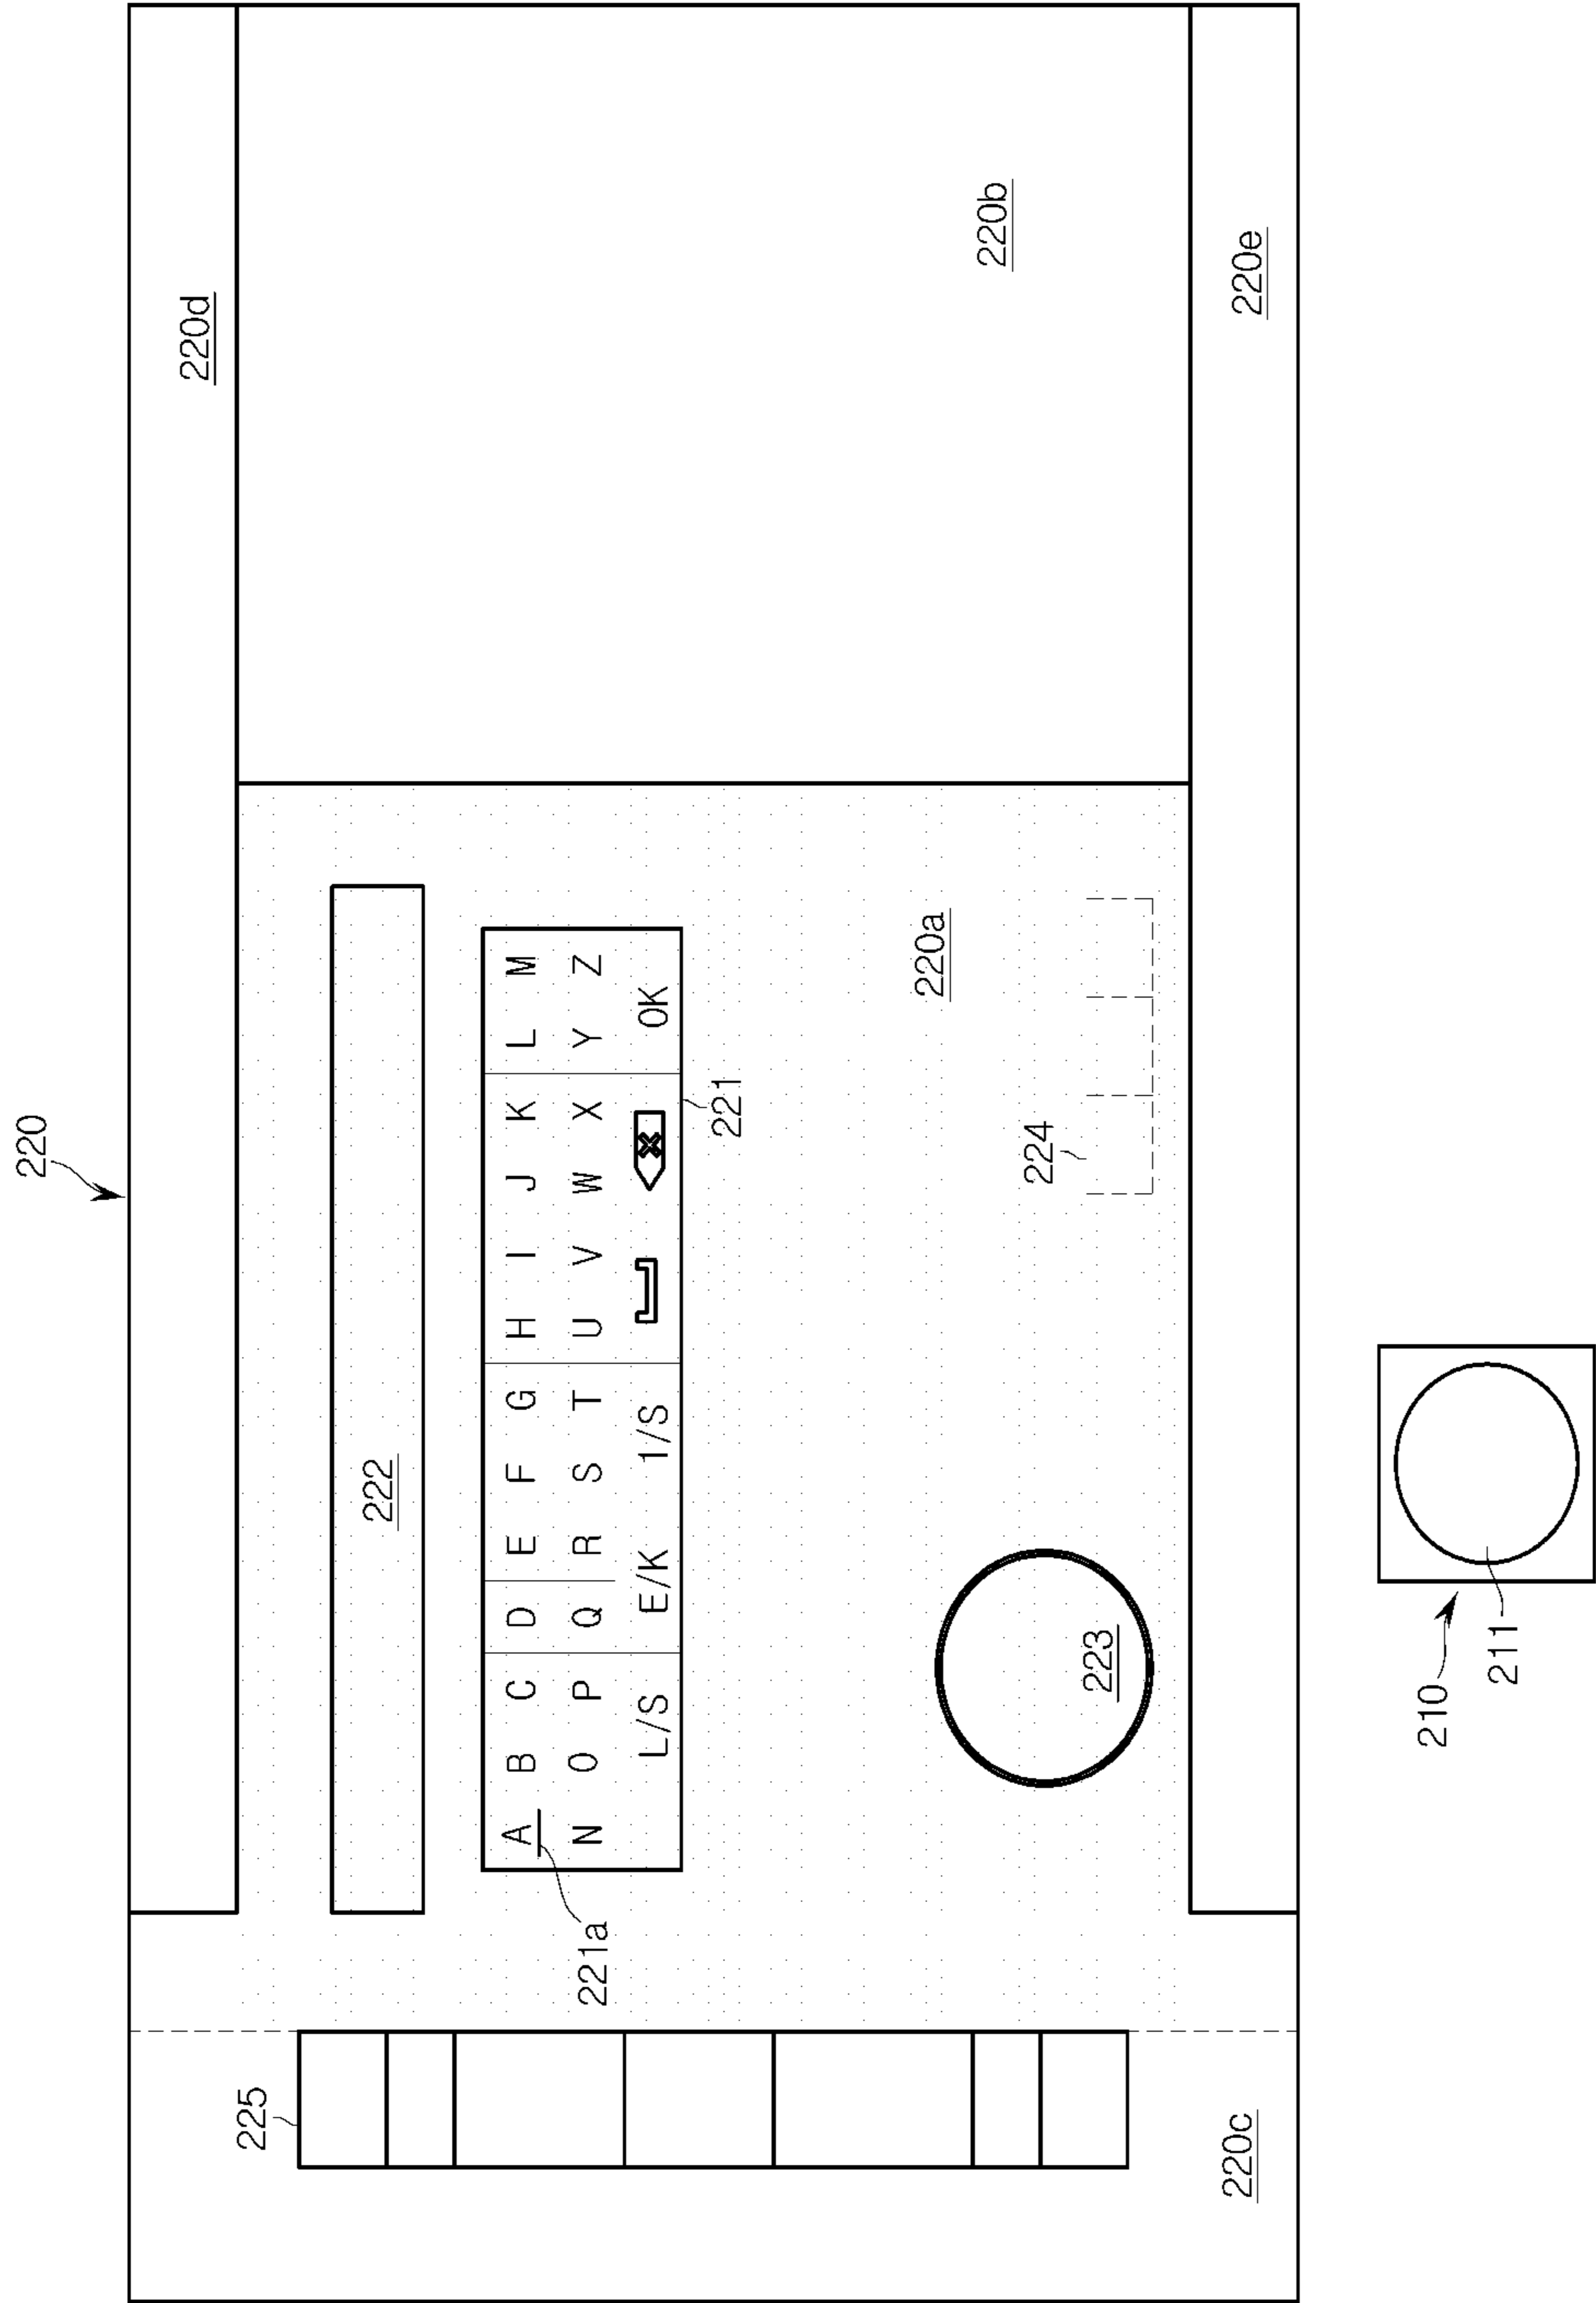 220
220d
225
222
A B C D E F G H I J K L M
N O P Q R S T U V W X Y Z
L/S E/K 1/S OK
221a
221
220a
220b
224
223
220c
220e
210
211